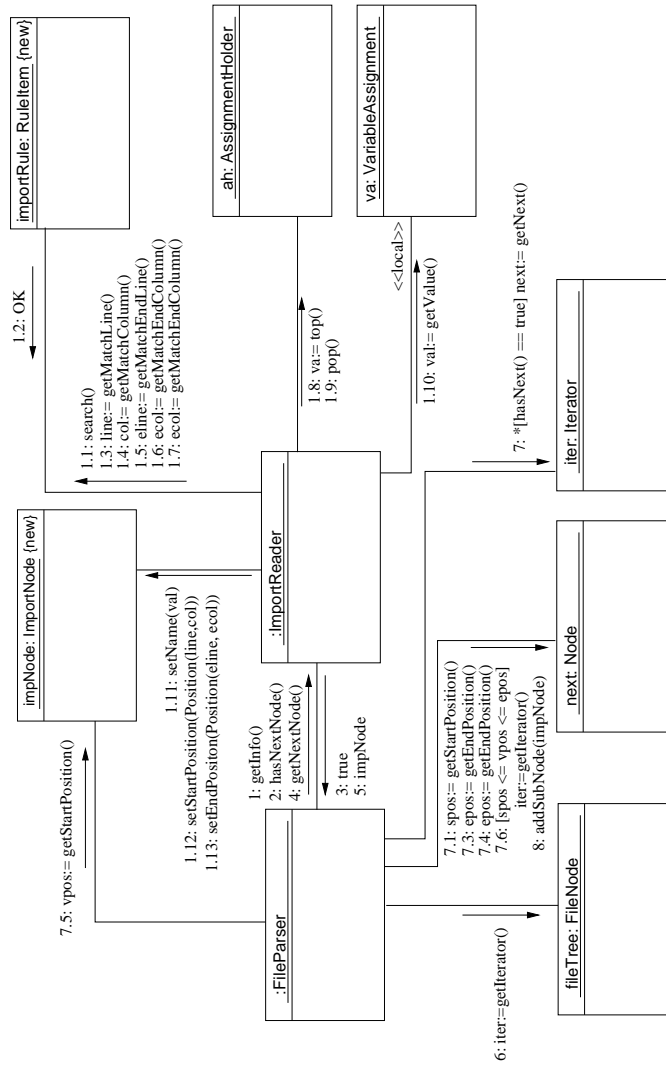 importRule: RuleItem {new}
1.2: OK
1.1: search()
1.3: line:= getMatchLine()
1.4: col:= getMatchColumn()
1.5: eline:= getMatchEndLine()
1.6: ecol:= getMatchEndColumn()
1.7: ecol:= getMatchEndColumn()
ah: AssignmentHolder
1.8: va:= top()
1.9: pop()
va: VariableAssignment
<<local>>
1.10: val:= getValue()
impNode: ImportNode {new}
7.5: vpos:= getStartPosition()
1.11: setName(val)
1.12: setStartPosition(Position(line,col))
1.13: setEndPositon(Position(eline, ecol))
:ImportReader
1: getInfo()
2: hasNextNode()
4: getNextNode()
3: true
5: impNode
:FileParser
7: *[hasNext() == true] next:= getNext()
iter: Iterator
7.1: spos:= getStartPosition()
7.3: epos:= getEndPosition()
7.4: epos:= getEndPosition()
7.6: [spos <= vpos <= epos]
iter:=getIterator()
8: addSubNode(impNode)
next: Node
6: iter:=getIterator()
fileTree: FileNode